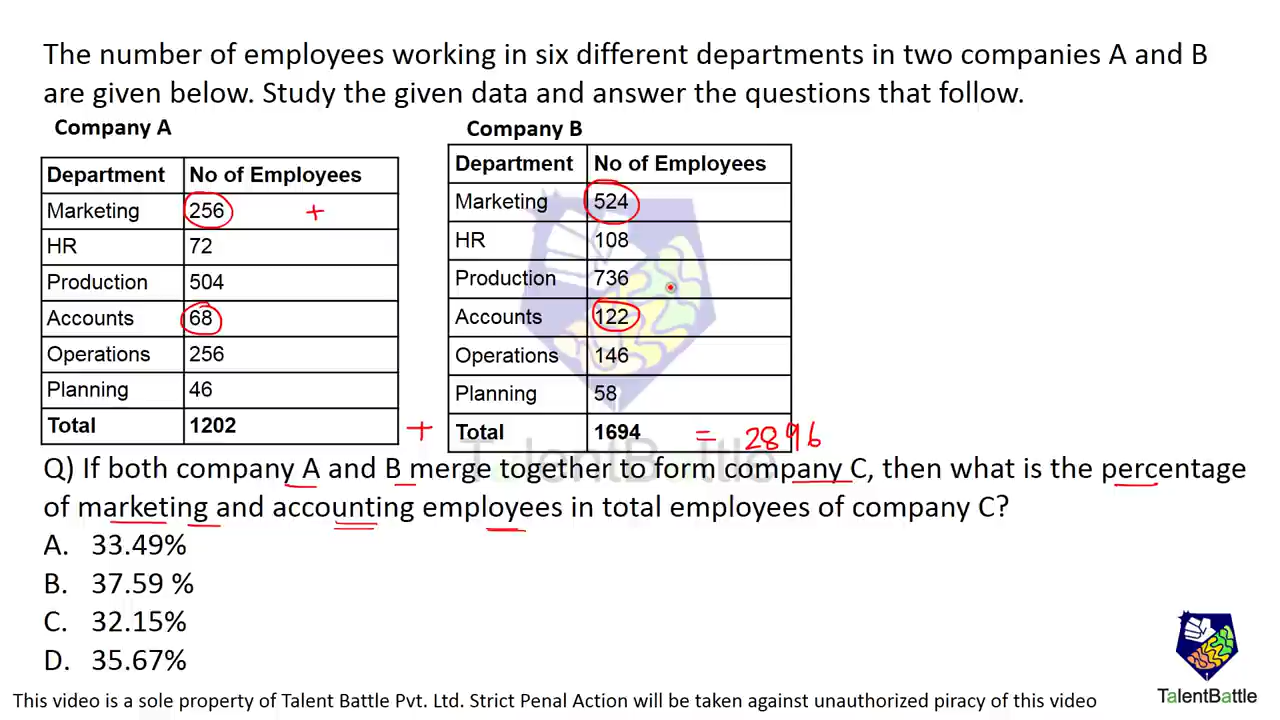 The number of employees working in six different departments in two companies A and B
are given below. Study the given data and answer the questions that follow.
Company A
Department No of Employees
Marketing 256 +
HR 72
Production 504
Accounts 68
Operations 256
Planning 46
Total 1202
+
Company B
Department No of Employees
Marketing 524
HR 108
Production 736
Accounts 122
Operations 146
Planning 58
Total 1694 = 2896
TalentBattle
Q) If both company A and B merge together to form company C, then what is the percentage
of marketing and accounting employees in total employees of company C?
A. 33.49%
B. 37.59 %
C. 32.15%
D. 35.67%
TalentBattle
This video is a sole property of Talent Battle Pvt. Ltd. Strict Penal Action will be taken against unauthorized piracy of this video